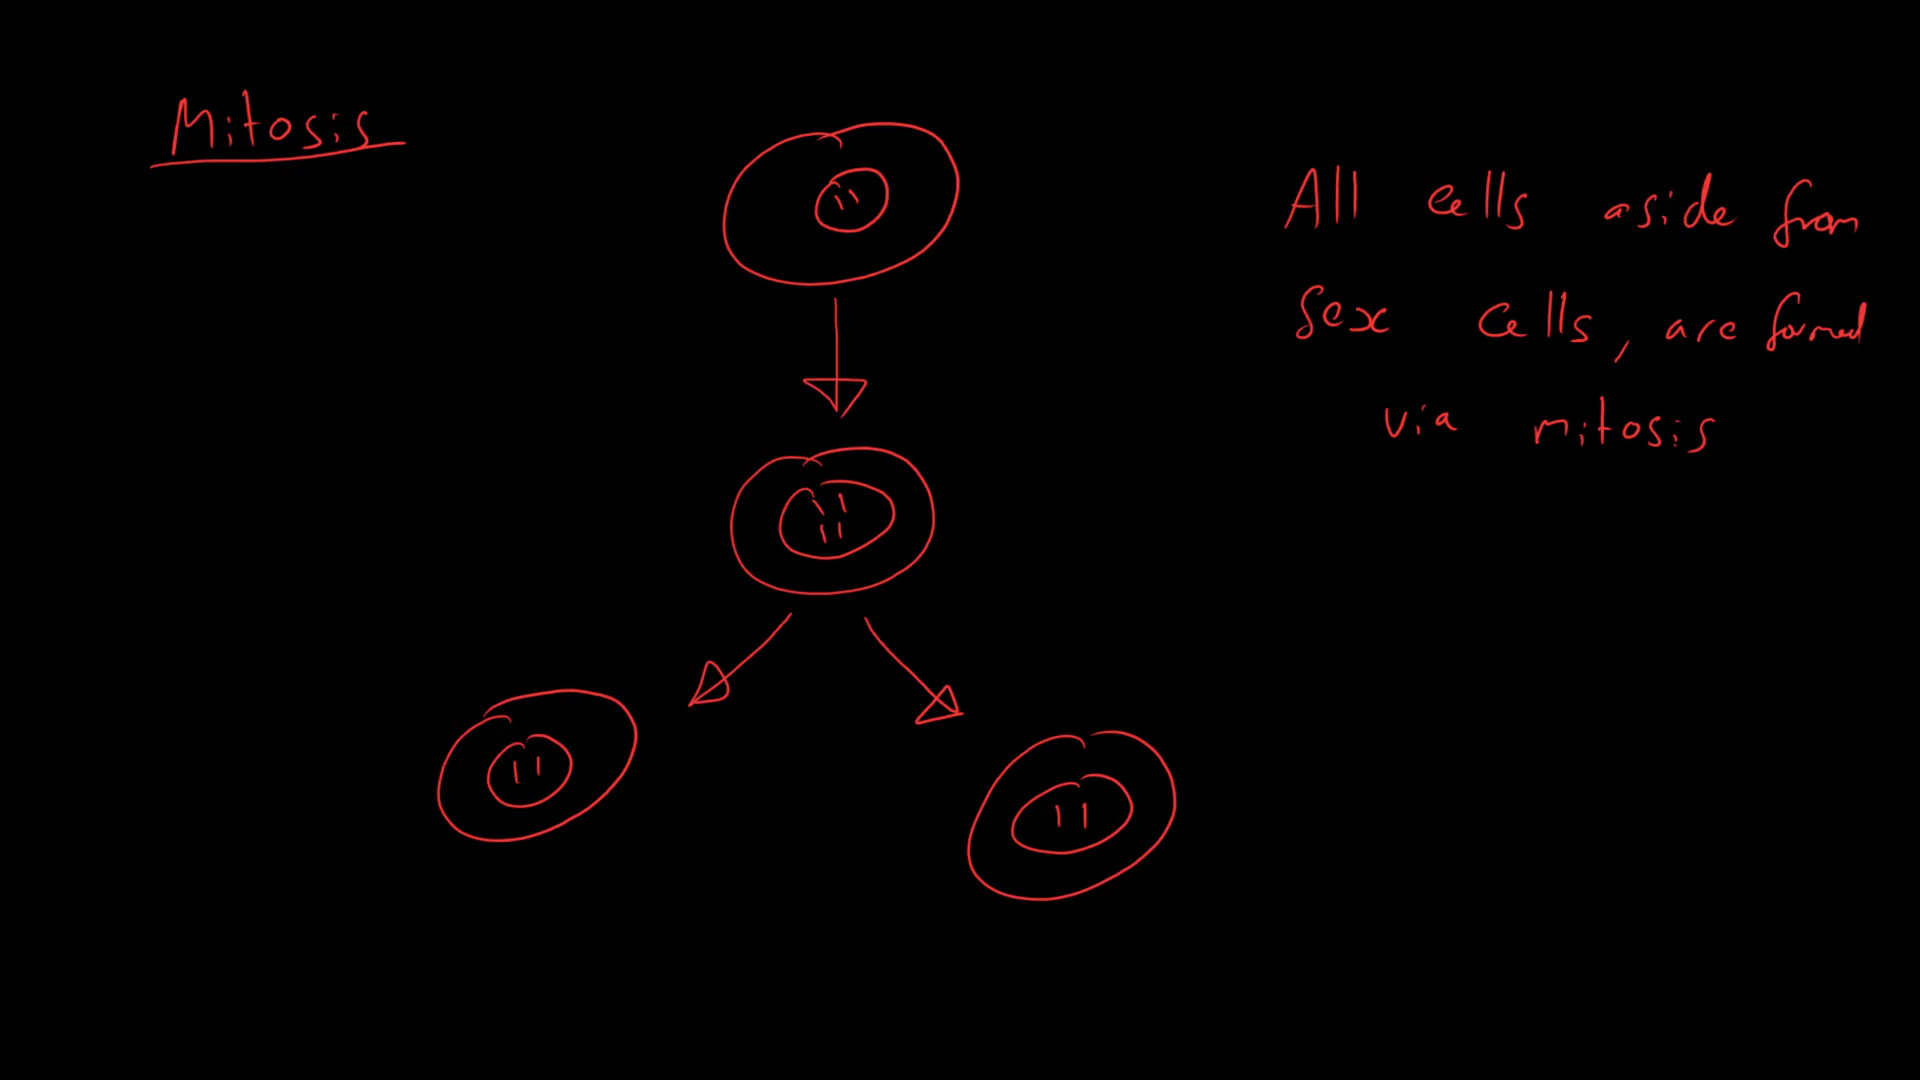 Mitosis
All cells aside from
Sex cells, are formed
via mitosis